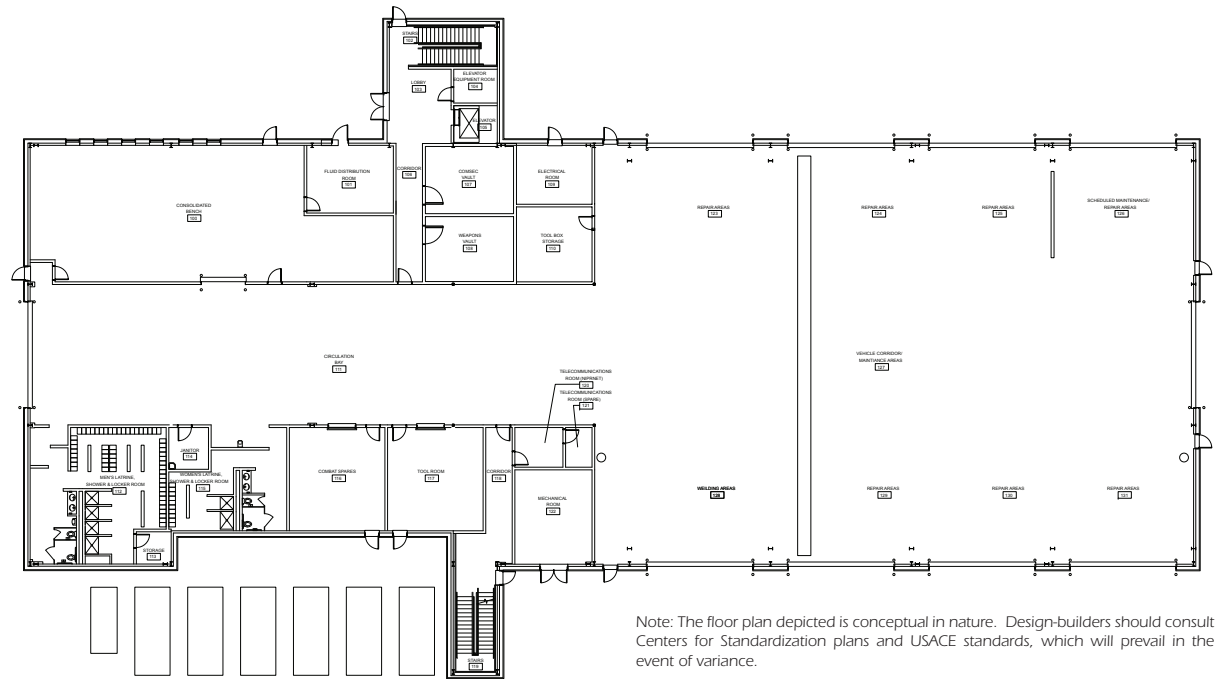 STAIRS
102
LOBBY
103
ELEVATOR
EQUIPMENT ROOM
104
ELEVATOR
FLUID DISTRIBUTION
ROOM
101
CORRIDOR
106
COMSEC
VAULT
107
ELECTRICAL
ROOM
109
CONSOLIDATED
BENCH
100
WEAPONS
VAULT
108
TOOL BOX
STORAGE
110
REPAIR AREAS
123
REPAIR AREAS
124
REPAIR AREAS
125
SCHEDULED MAINTENANCE/
REPAIR AREAS
126
CIRCULATION
BAY
111
VEHICLE CORRIDOR/
MAINTIANCE AREAS
127
TELECOMMUNICATIONS
ROOM (NIPRNET)
120
TELECOMMUNICATIONS
ROOM (SPARE)
121
JANITOR
114
MEN'S LATRINE,
SHOWER & LOCKER ROOM
112
WOMEN'S LATRINE,
SHOWER & LOCKER ROOM
115
COMBAT SPARES
116
TOOL ROOM
117
CORRIDOR
118
MECHANICAL
ROOM
122
WELDING AREAS
128
REPAIR AREAS
129
REPAIR AREAS
130
REPAIR AREAS
131
STORAGE
113
STAIRS
119
Note: The floor plan depicted is conceptual in nature. Design-builders should consult
Centers for Standardization plans and USACE standards, which will prevail in the
event of variance.